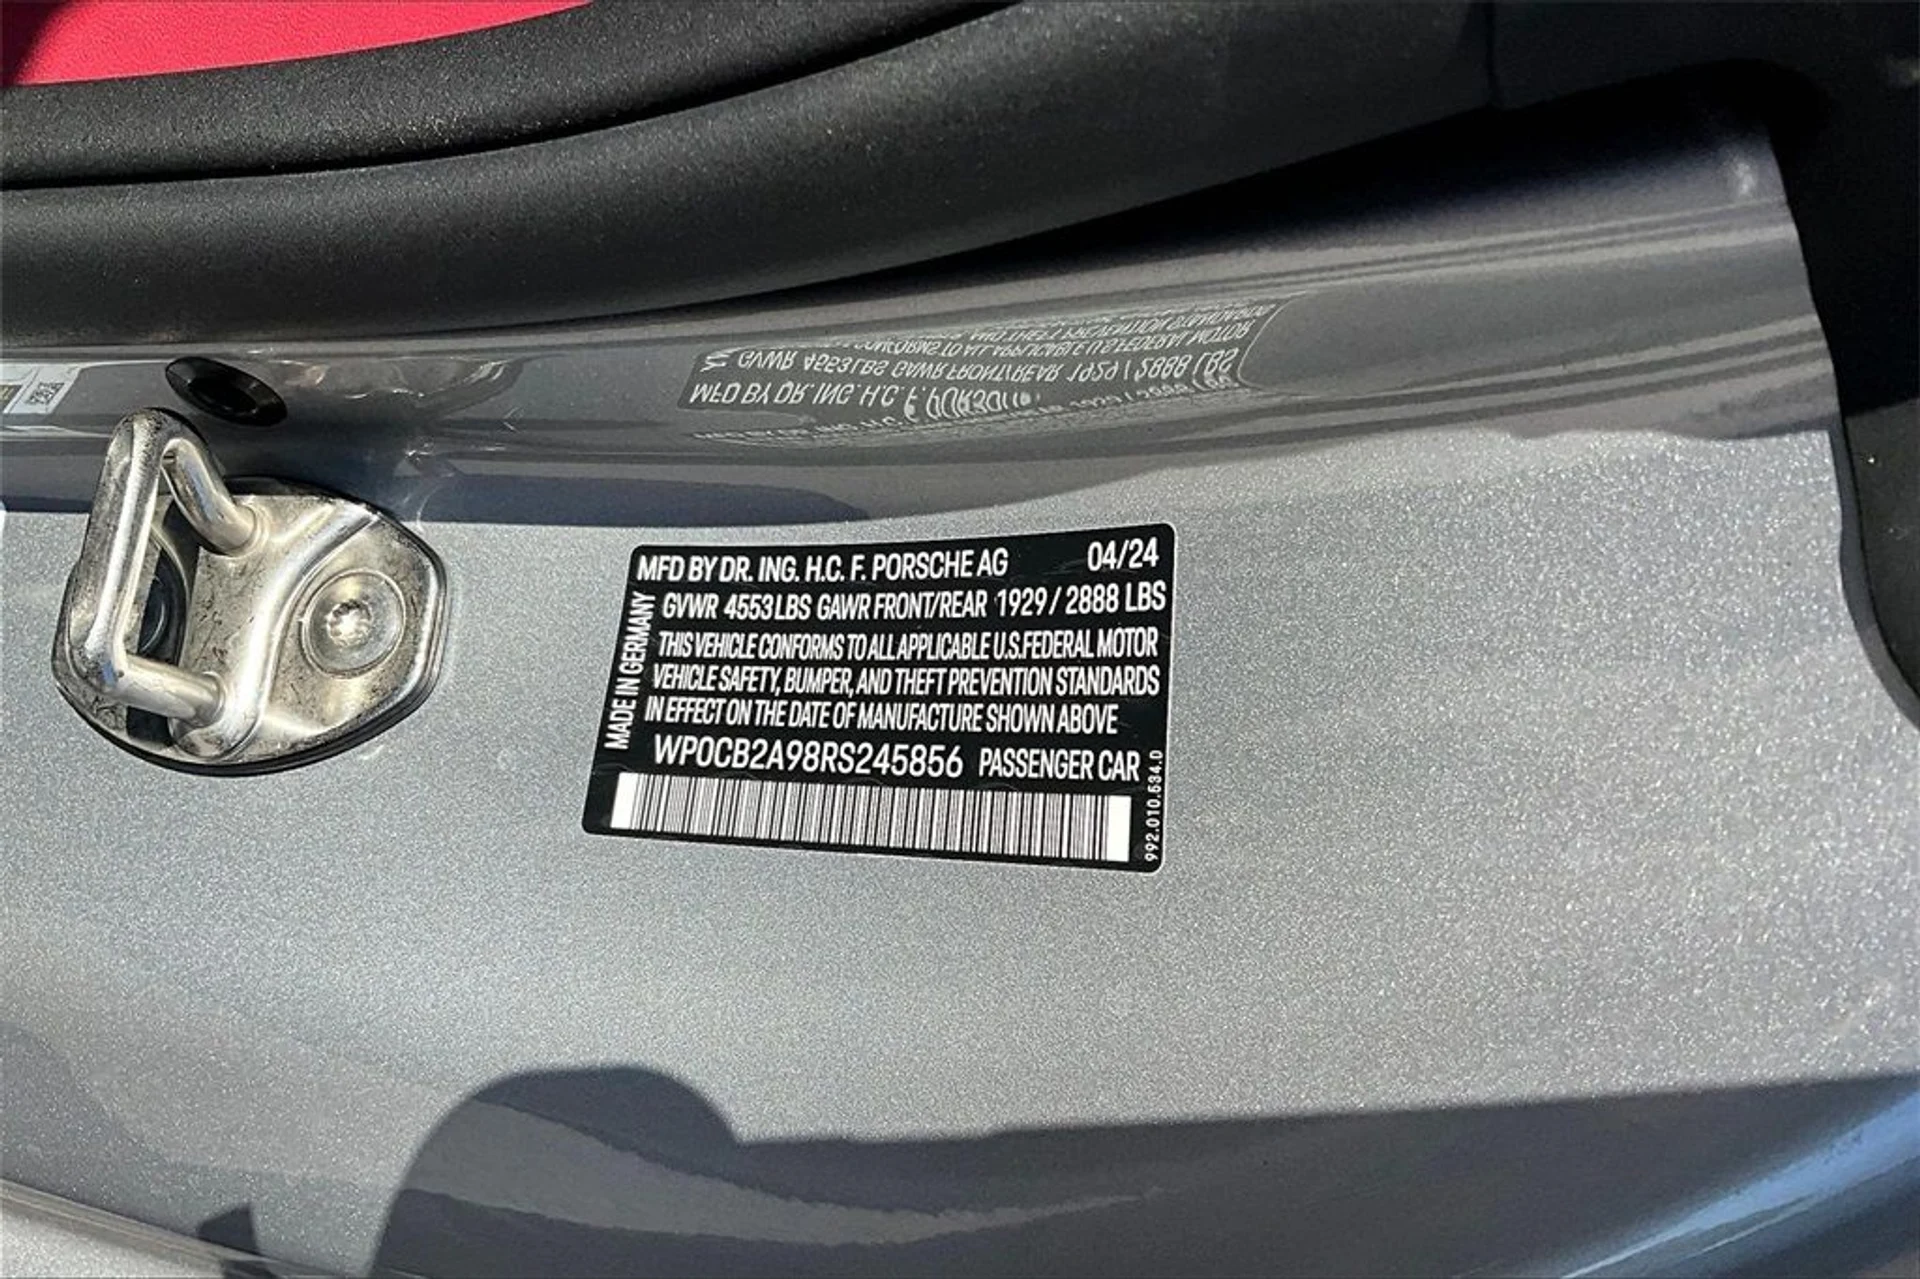 MFD BY DR. ING. H.C. F. PORSCHE AG 04/24
GVWR 4553 LBS GAWR FRONT/REAR 1929 / 2888 LBS
THIS VEHICLE CONFORMS TO ALL APPLICABLE U.S. FEDERAL MOTOR
VEHICLE SAFETY, BUMPER, AND THEFT PREVENTION STANDARDS
IN EFFECT ON THE DATE OF MANUFACTURE SHOWN ABOVE
WP0CB2A98RS245856 PASSENGER CAR
MADE IN GERMANY
992.010.534.0